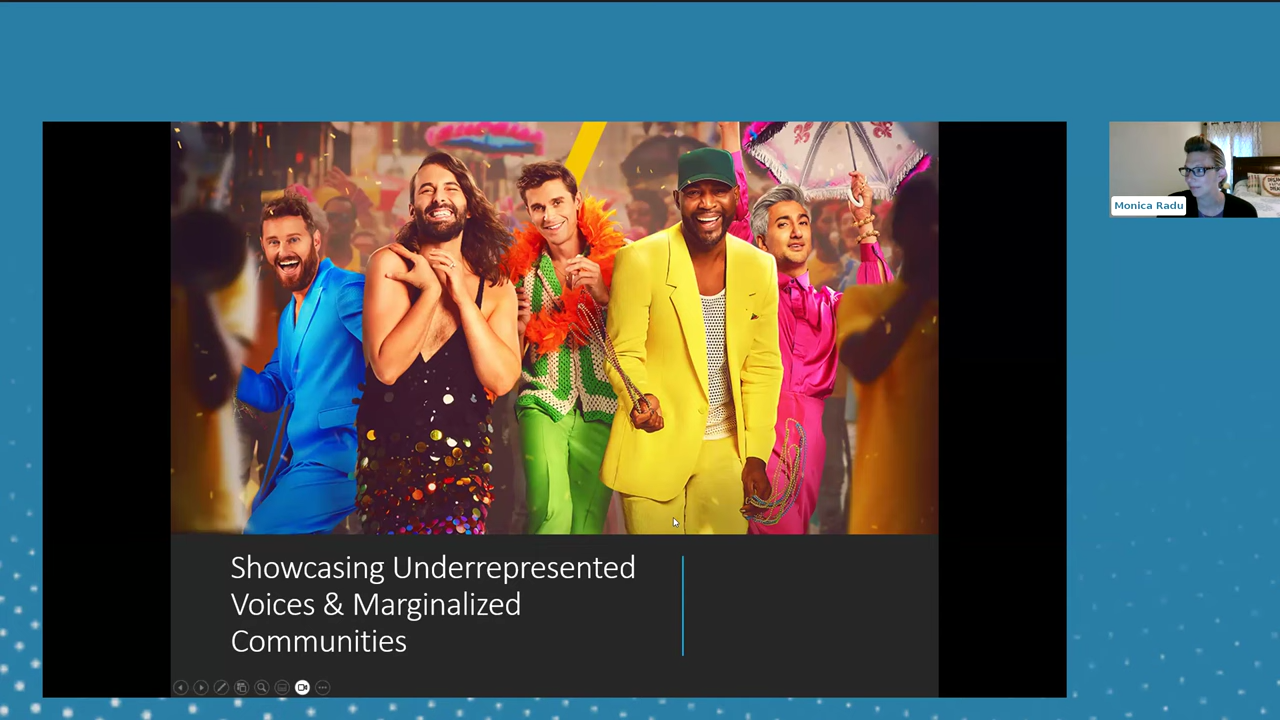 Monica Radu
Showcasing Underrepresented
Voices & Marginalized
Communities